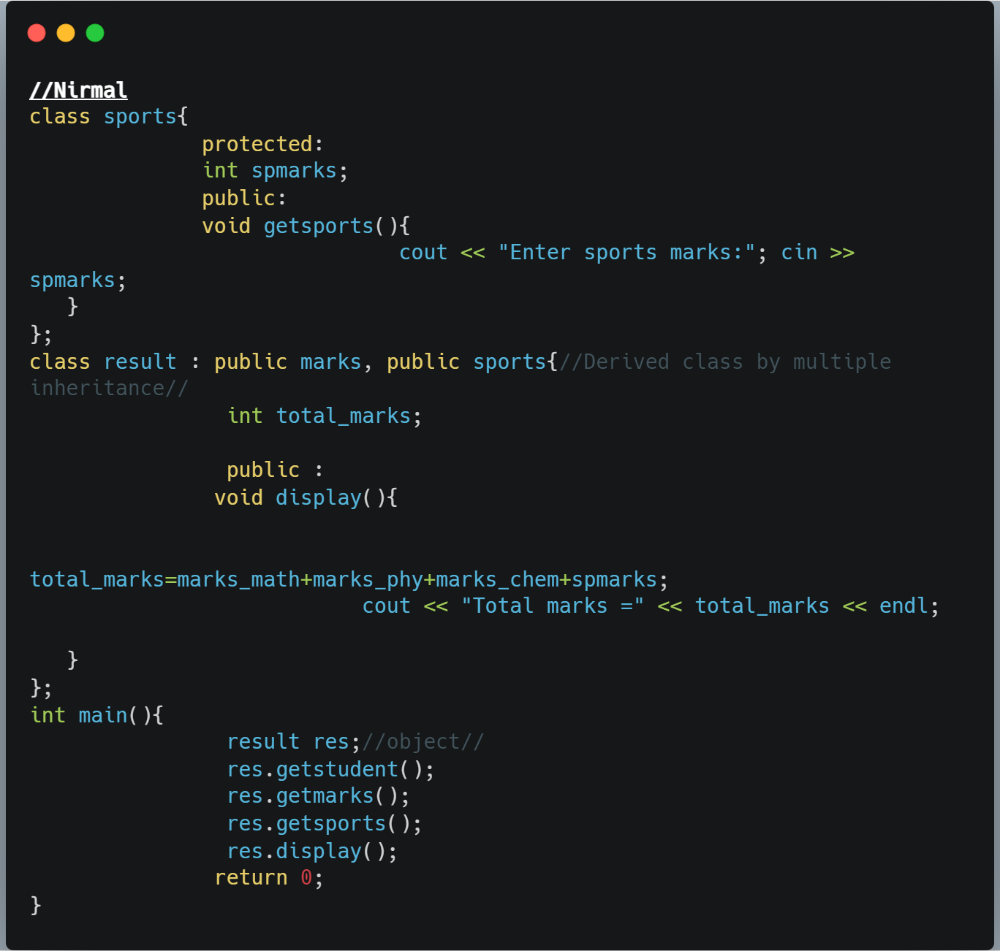 //Nirmal
class sports{
protected:
int spmarks;
public:
void getsports(){
cout << "Enter sports marks:"; cin >>
spmarks;
}
};
class result : public marks, public sports{//Derived class by multiple
inheritance//
int total_marks;
public :
void display(){
total_marks=marks_math+marks_phy+marks_chem+spmarks;
cout << "Total marks =" << total_marks << endl;
}
};
int main(){
result res;//object//
res.getstudent();
res.getmarks();
res.getsports();
res.display();
return 0;
}